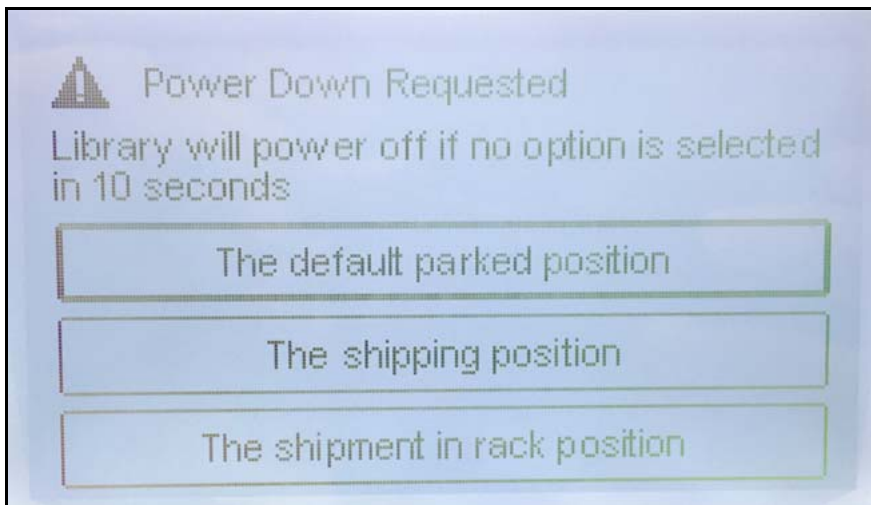 Power Down Requested
Library will power off if no option is selected
in 10 seconds
The default parked position
The shipping position
The shipment in rack position